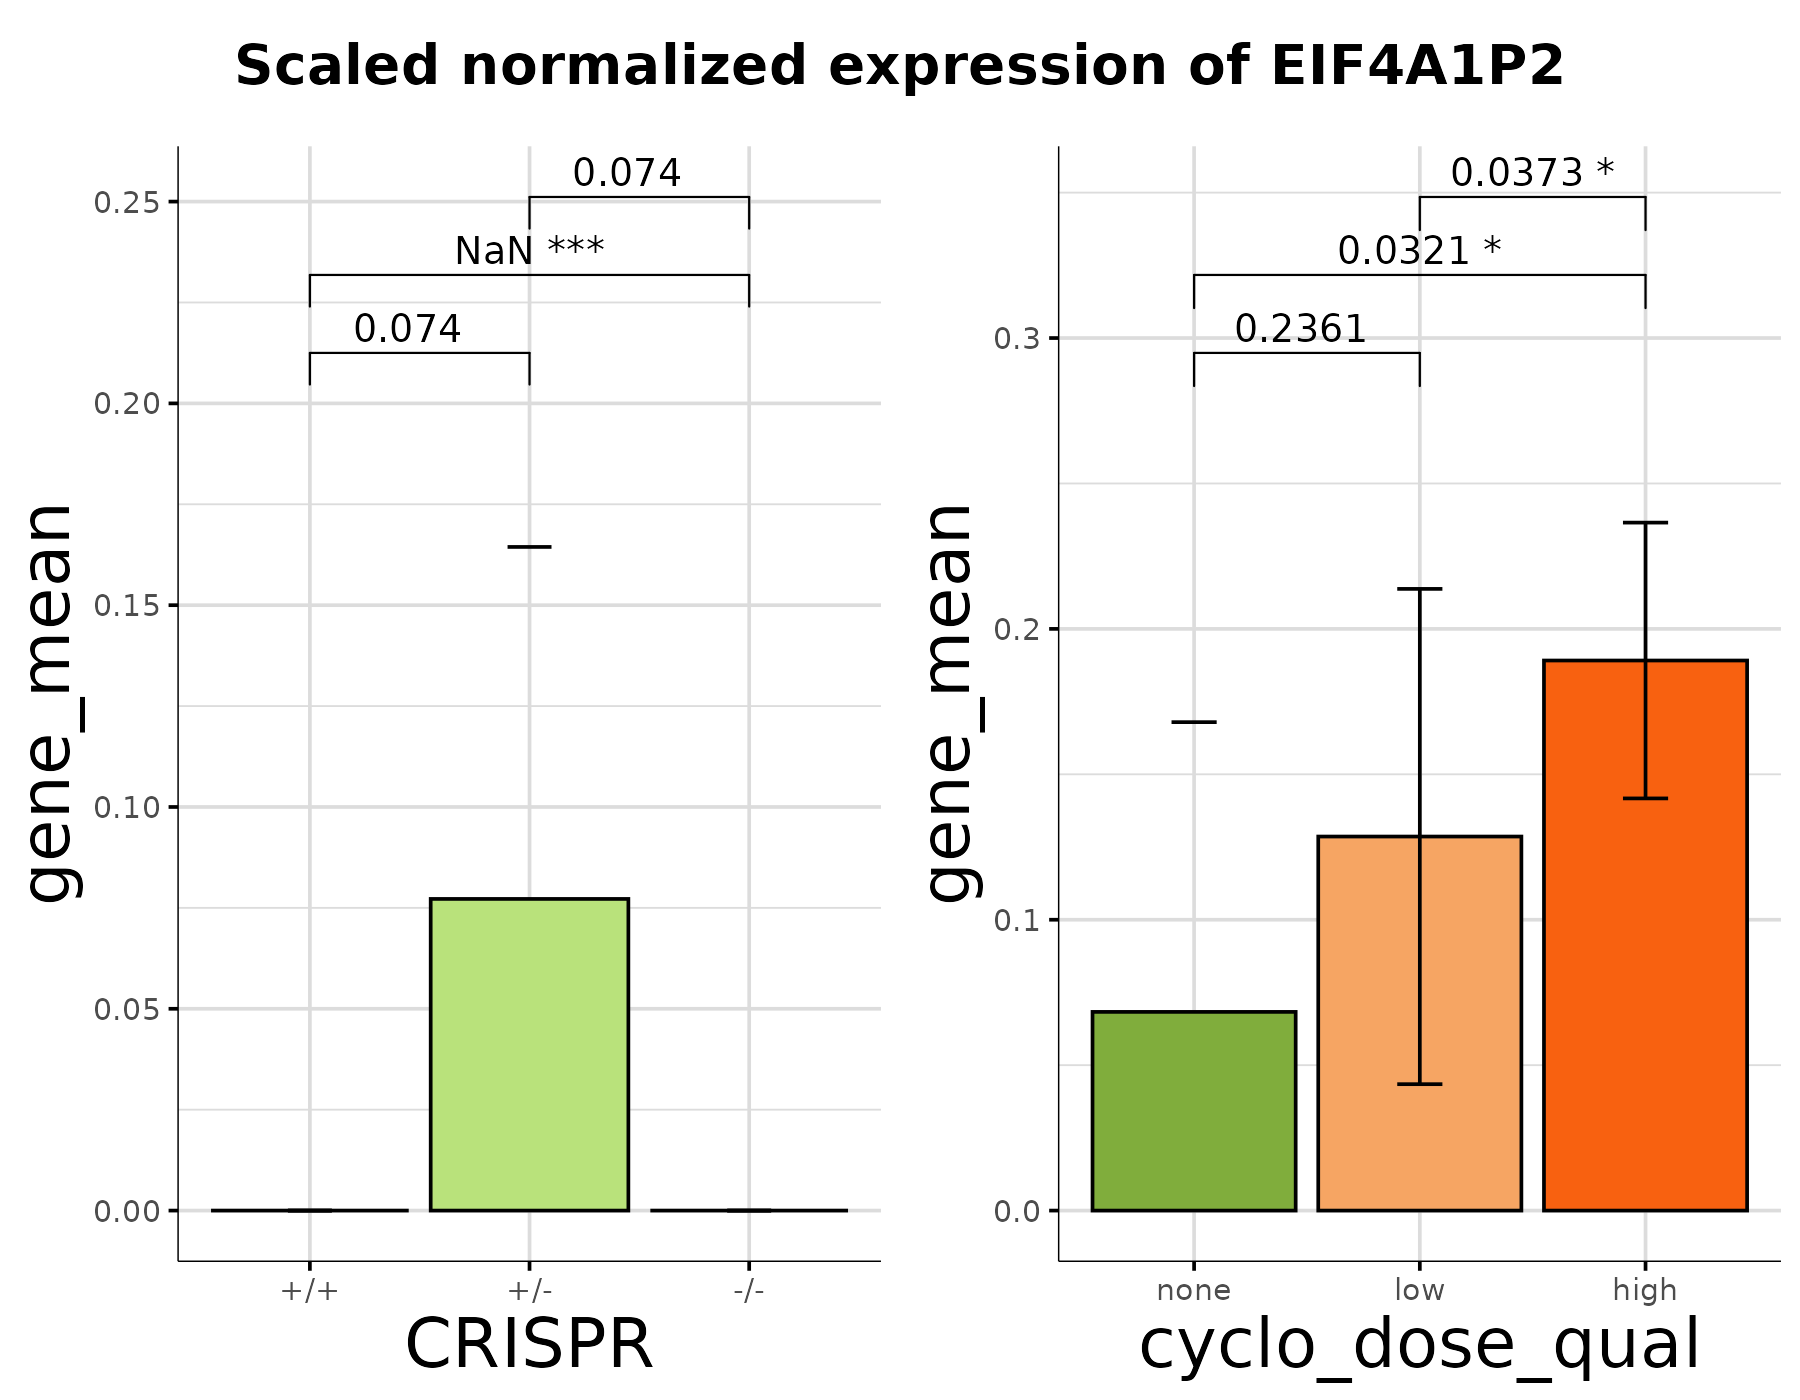 Scaled normalized expression of EIF4A1P2
gene_mean
0.25
0.20
0.15
0.10
0.05
0.00
0.074
NaN ***
0.074
+/+ +/- -/-
CRISPR
gene_mean
0.3
0.2
0.1
0.0
0.0373 *
0.0321 *
0.2361
none low high
cyclo_dose_qual